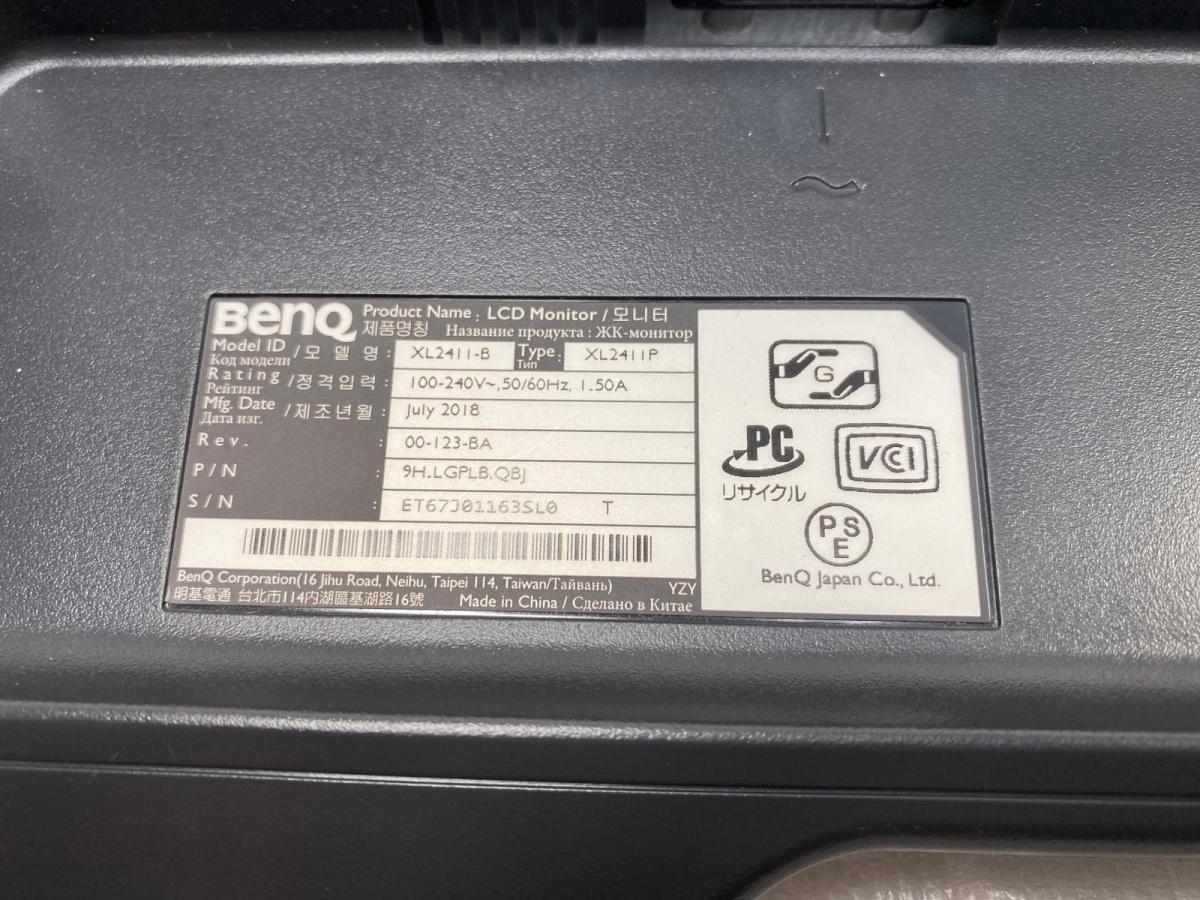 BenQ Product Name : LCD Monitor / 모니터
제품명칭 Название продукта : ЖК-монитор
Model ID / 모 델 명 : XL2411-B Type : XL2411P
Код модели Тип
Rating / 정격입력 : 100-240V~,50/60Hz, 1.50A
Рейтинг
Mfg. Date / 제조년월 : July 2018
Дата изг.
Rev. : 00-123-BA
P/N : 9H.LGPLB.QBJ
S/N : ET67J01163SL0 T
BenQ Corporation(16 Jihu Road, Neihu, Taipei 114, Taiwan/Тайвань) YZY
明基電通 台北市114內湖區基湖路16號 Made in China / Сделано в Китае
G
PC
リサイクル
VCI
PSE
BenQ Japan Co., Ltd.